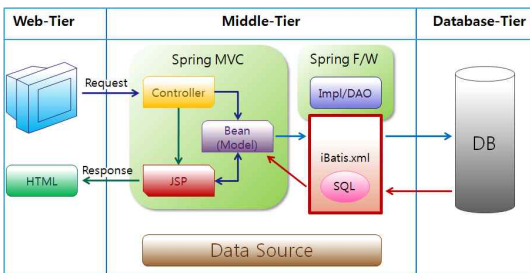 Web-Tier
Middle-Tier
Database-Tier
Spring MVC
Spring F/W
Request
Controller
Impl/DAO
Bean
(Model)
iBatis.xml
DB
Response
HTML
JSP
SQL
Data Source